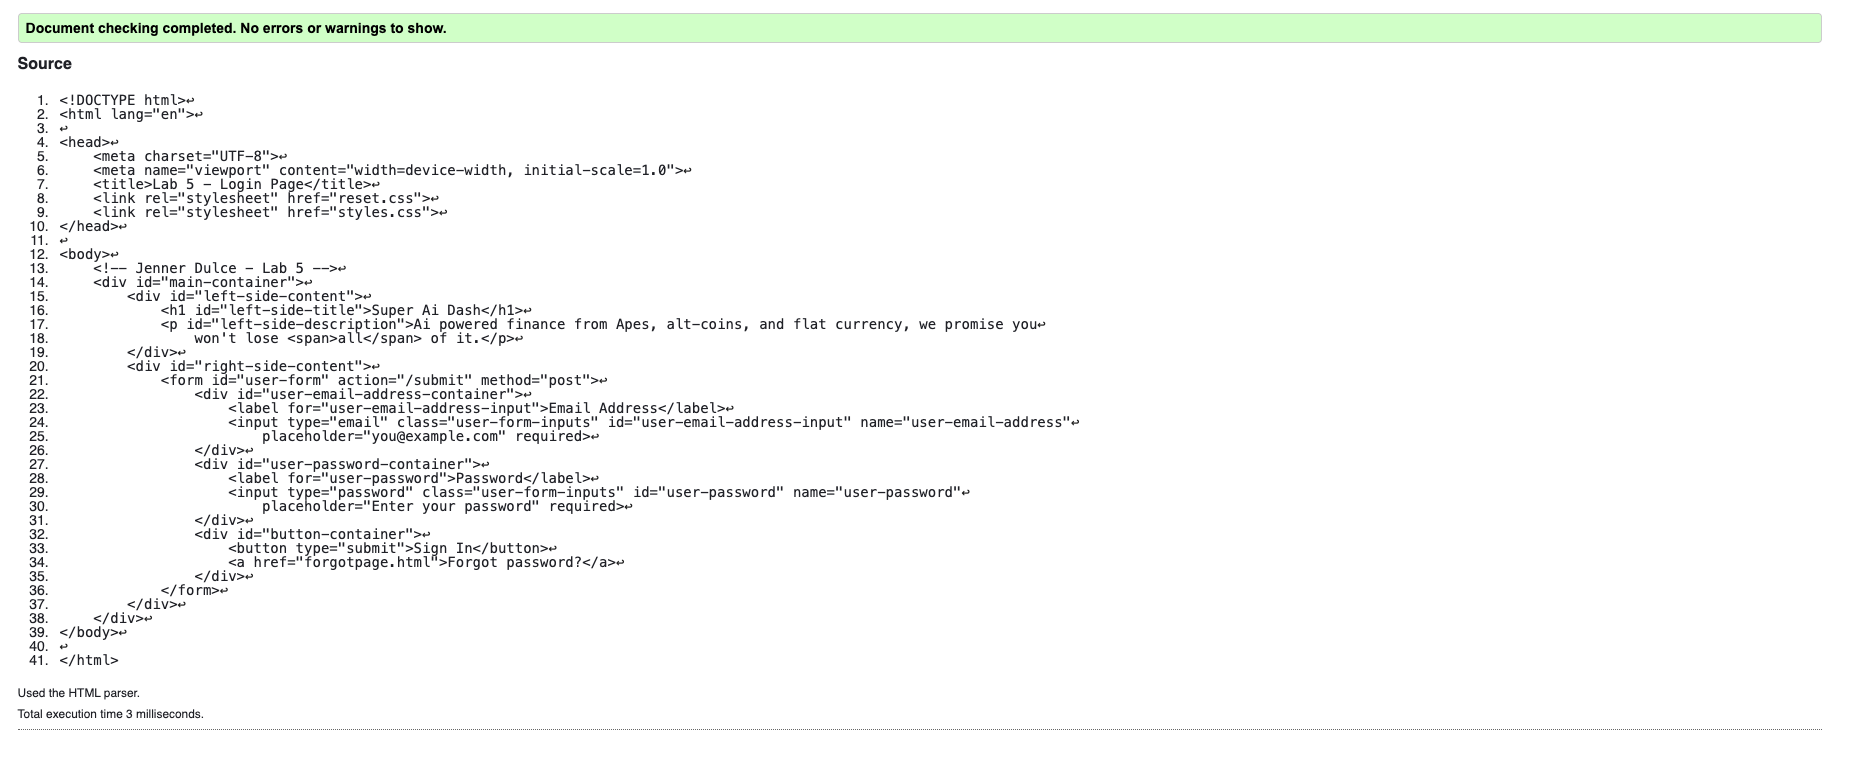 Document checking completed. No errors or warnings to show.
Source
1. <!DOCTYPE html>↩
2. <html lang="en">↩
3. ↩
4. <head>↩
5.     <meta charset="UTF-8">↩
6.     <meta name="viewport" content="width=device-width, initial-scale=1.0">↩
7.     <title>Lab 5 - Login Page</title>↩
8.     <link rel="stylesheet" href="reset.css">↩
9.     <link rel="stylesheet" href="styles.css">↩
10. </head>↩
11. ↩
12. <body>↩
13.     <!-- Jenner Dulce - Lab 5 -->↩
14.     <div id="main-container">↩
15.         <div id="left-side-content">↩
16.             <h1 id="left-side-title">Super Ai Dash</h1>↩
17.             <p id="left-side-description">Ai powered finance from Apes, alt-coins, and flat currency, we promise you↩
18.                 won't lose <span>all</span> of it.</p>↩
19.         </div>↩
20.         <div id="right-side-content">↩
21.             <form id="user-form" action="/submit" method="post">↩
22.                 <div id="user-email-address-container">↩
23.                     <label for="user-email-address-input">Email Address</label>↩
24.                     <input type="email" class="user-form-inputs" id="user-email-address-input" name="user-email-address"↩
25.                         placeholder="you@example.com" required>↩
26.                 </div>↩
27.                 <div id="user-password-container">↩
28.                     <label for="user-password">Password</label>↩
29.                     <input type="password" class="user-form-inputs" id="user-password" name="user-password"↩
30.                         placeholder="Enter your password" required>↩
31.                 </div>↩
32.                 <div id="button-container">↩
33.                     <button type="submit">Sign In</button>↩
34.                     <a href="forgotpage.html">Forgot password?</a>↩
35.                 </div>↩
36.             </form>↩
37.         </div>↩
38.     </div>↩
39. </body>↩
40. ↩
41. </html>
Used the HTML parser.
Total execution time 3 milliseconds.